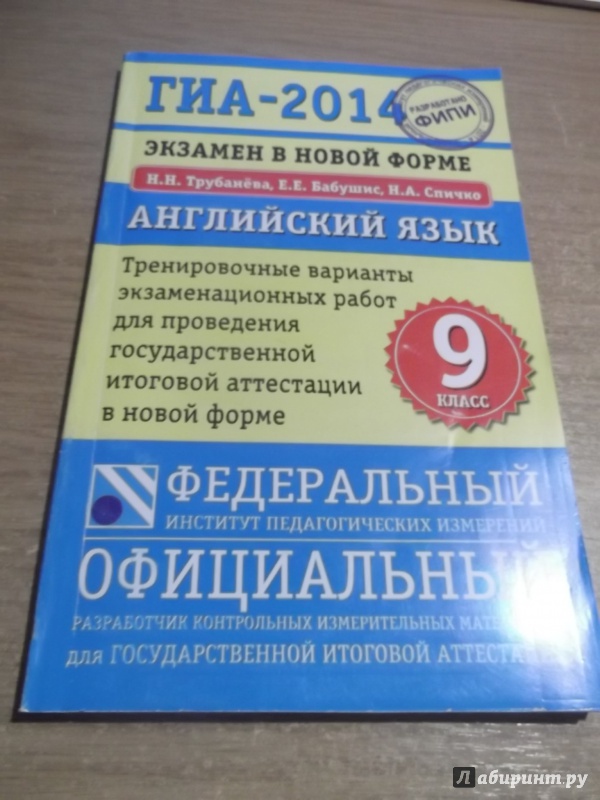 ГИА-2014
РАЗРАБОТАНО
ФИПИ
ЭКЗАМЕН В НОВОЙ ФОРМЕ
Н.Н. Трубанёва, Е.Е. Бабушис, Н.А. Спичко
АНГЛИЙСКИЙ ЯЗЫК
Тренировочные варианты
экзаменационных работ
для проведения
государственной
итоговой аттестации
в новой форме
9
КЛАСС
ФЕДЕРАЛЬНЫЙ
ИНСТИТУТ ПЕДАГОГИЧЕСКИХ ИЗМЕРЕНИЙ
ОФИЦИАЛЬНЫЙ
РАЗРАБОТЧИК КОНТРОЛЬНЫХ ИЗМЕРИТЕЛЬНЫХ
для ГОСУДАРСТВЕННОЙ ИТОГОВОЙ
Лабиринт.ру